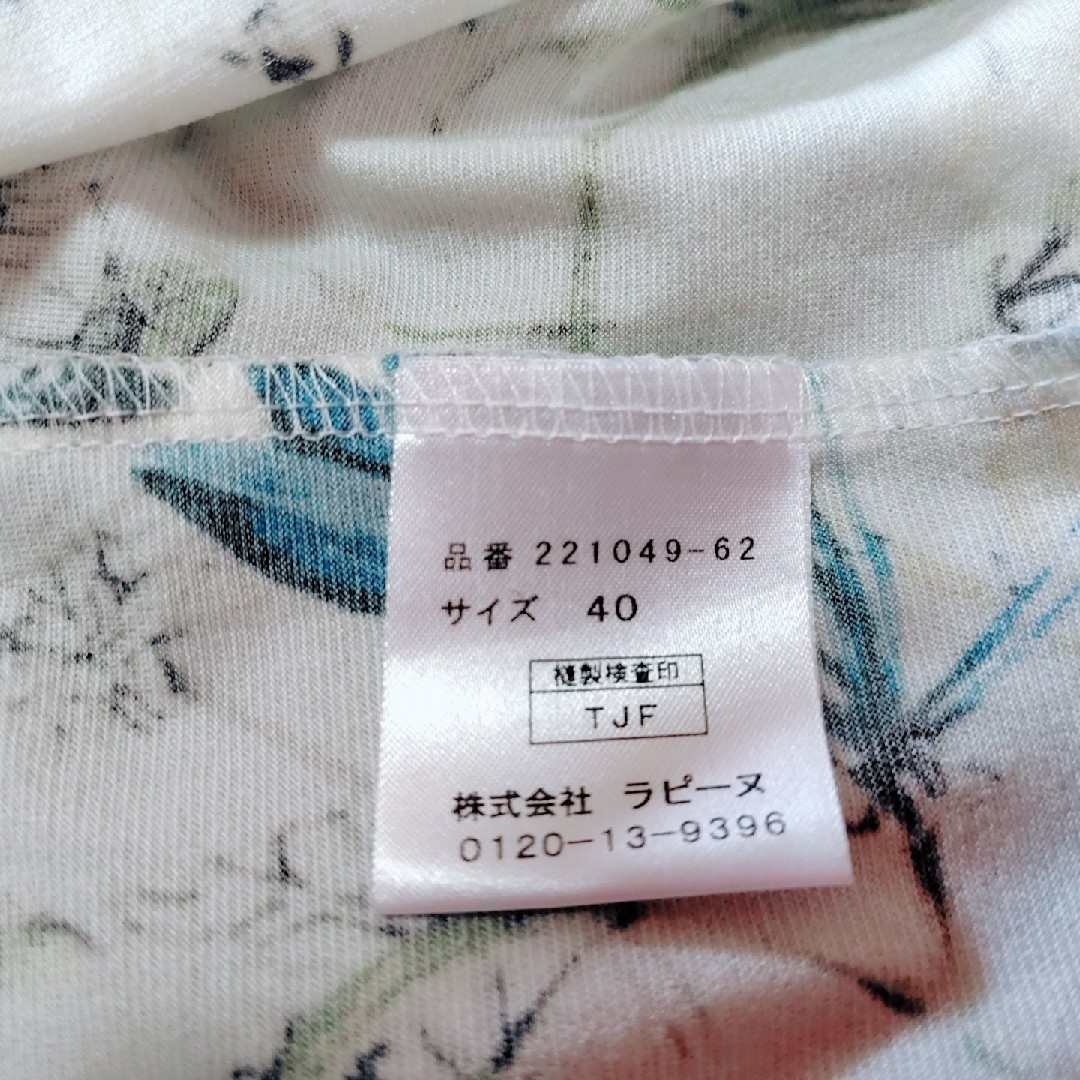 品番 221049-62
サイズ 40
縫製検査印
TJF
株式会社 ラピーヌ
0120-13-9396